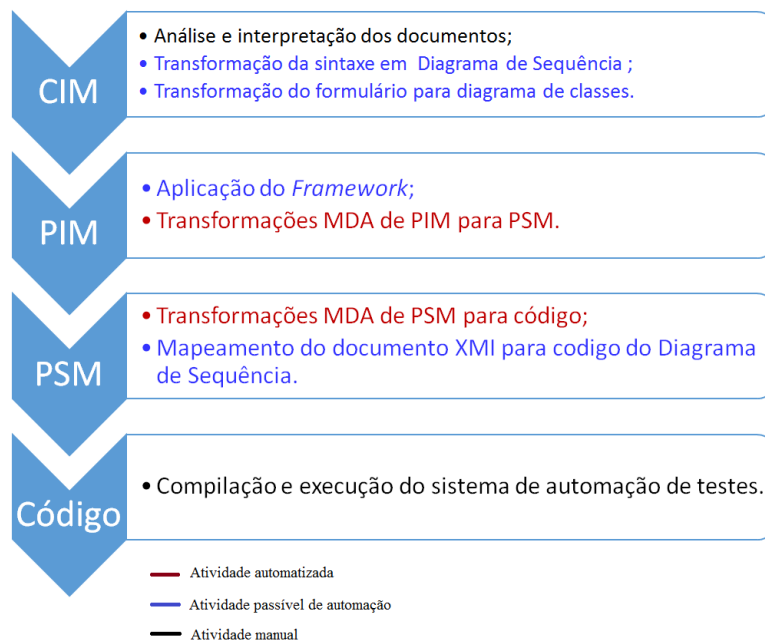 CIM
• Análise e interpretação dos documentos;
• Transformação da sintaxe em Diagrama de Sequência ;
• Transformação do formulário para diagrama de classes.
PIM
• Aplicação do Framework;
• Transformações MDA de PIM para PSM.
PSM
• Transformações MDA de PSM para código;
• Mapeamento do documento XMI para codigo do Diagrama
de Sequência.
Código
• Compilação e execução do sistema de automação de testes.
Atividade automatizada
Atividade passível de automação
Atividade manual